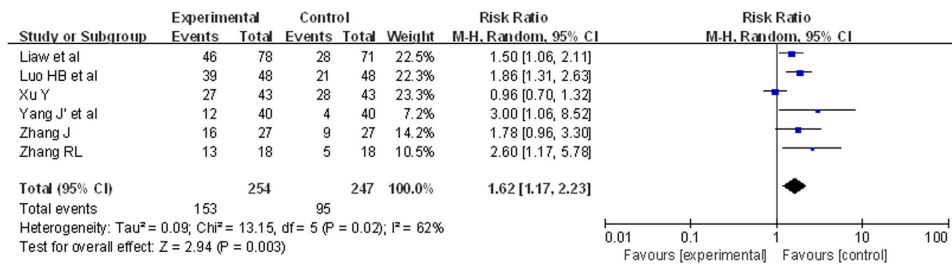 Experimental Control Risk Ratio Risk Ratio
Study or Subgroup Events Total Events Total Weight M-H, Random, 95% CI M-H, Random, 95% CI
Liaw et al 46 78 28 71 22.5% 1.50 [1.06, 2.11]
Luo HB et al 39 48 21 48 22.3% 1.86 [1.31, 2.63]
Xu Y 27 43 28 43 23.3% 0.96 [0.70, 1.32]
Yang J' et al 12 40 4 40 7.2% 3.00 [1.06, 8.52]
Zhang J 16 27 9 27 14.2% 1.78 [0.96, 3.30]
Zhang RL 13 18 5 18 10.5% 2.60 [1.17, 5.78]
Total (95% CI) 254 247 100.0% 1.62 [1.17, 2.23]
Total events 153 95
Heterogeneity: Tau² = 0.09; Chi² = 13.15, df = 5 (P = 0.02); I² = 62%
Test for overall effect: Z = 2.94 (P = 0.003)
0.01 0.1 1 10 100
Favours [experimental] Favours [control]